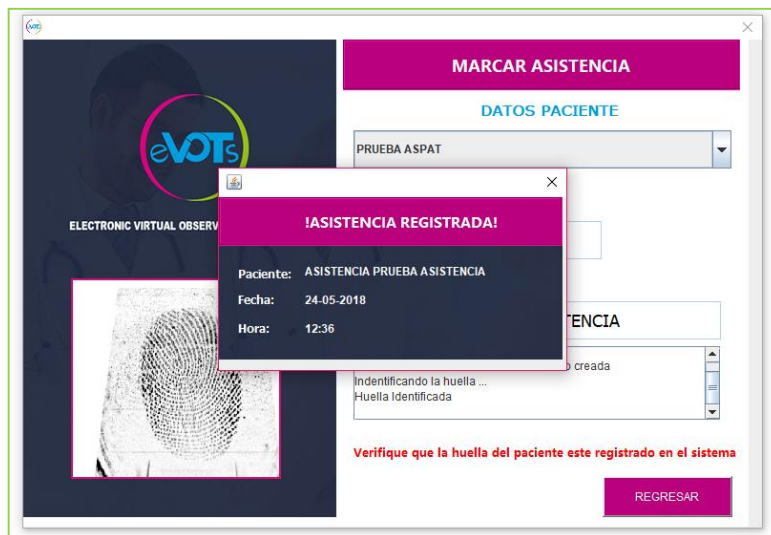 eVOTs
MARCAR ASISTENCIA
DATOS PACIENTE
PRUEBA ASPAT
eVOTs
ELECTRONIC VIRTUAL OBSERV
!ASISTENCIA REGISTRADA!
Paciente: ASISTENCIA PRUEBA ASISTENCIA
Fecha: 24-05-2018
Hora: 12:36
TENCIA
creada
Indentificando la huella ...
Huella Identificada
Verifique que la huella del paciente este registrado en el sistema
REGRESAR